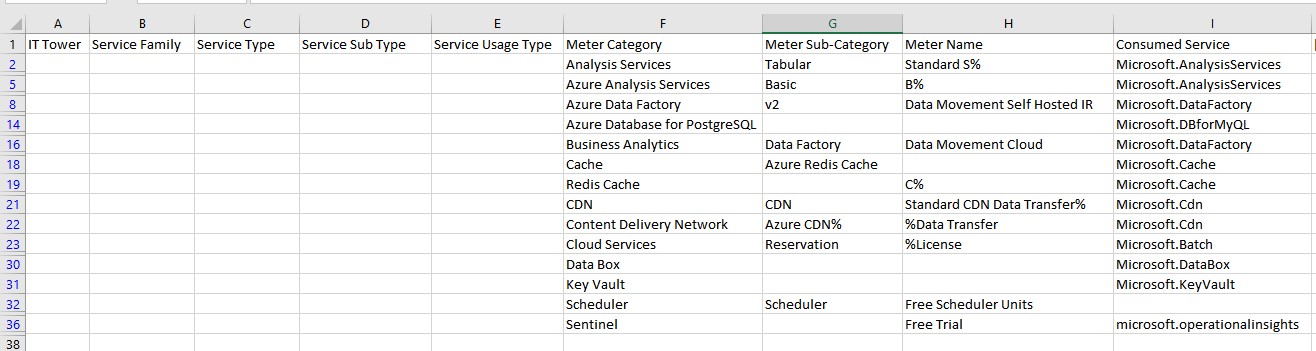 A B C D E F G H I
1 IT Tower Service Family Service Type Service Sub Type Service Usage Type Meter Category Meter Sub-Category Meter Name Consumed Service
2 Analysis Services Tabular Standard S% Microsoft.AnalysisServices
5 Azure Analysis Services Basic B% Microsoft.AnalysisServices
8 Azure Data Factory v2 Data Movement Self Hosted IR Microsoft.DataFactory
14 Azure Database for PostgreSQL Microsoft.DBforMyQL
16 Business Analytics Data Factory Data Movement Cloud Microsoft.DataFactory
18 Cache Azure Redis Cache Microsoft.Cache
19 Redis Cache C% Microsoft.Cache
21 CDN CDN Standard CDN Data Transfer% Microsoft.Cdn
22 Content Delivery Network Azure CDN% %Data Transfer Microsoft.Cdn
23 Cloud Services Reservation %License Microsoft.Batch
30 Data Box Microsoft.DataBox
31 Key Vault Microsoft.KeyVault
32 Scheduler Scheduler Free Scheduler Units
36 Sentinel Free Trial microsoft.operationalinsights
38